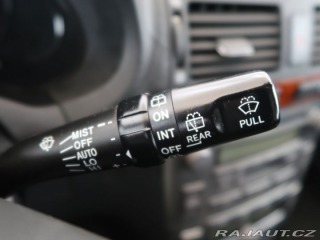 MIST
OFF
AUTO
LO
ON
INT
OFF
REAR
PULL
RAJAUT.CZ